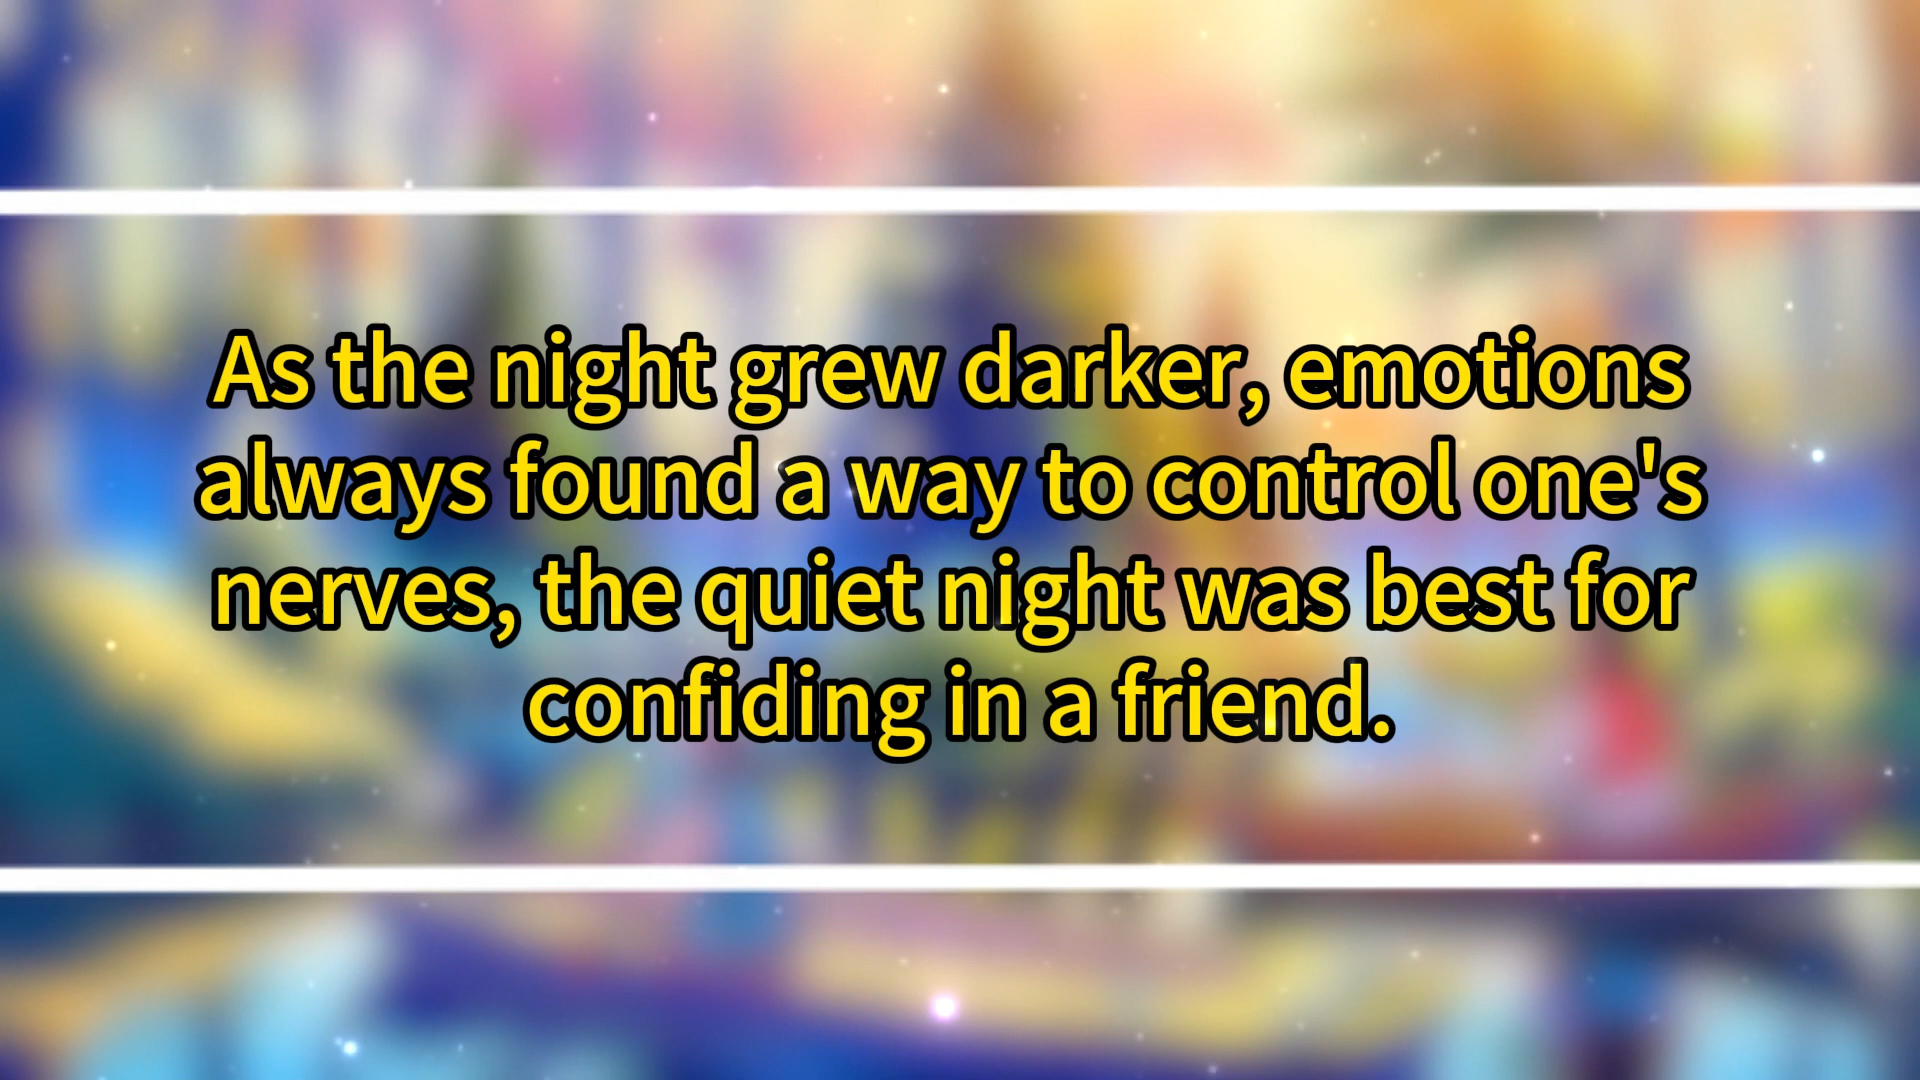 As the night grew darker, emotions
always found a way to control one's
nerves, the quiet night was best for
confiding in a friend.